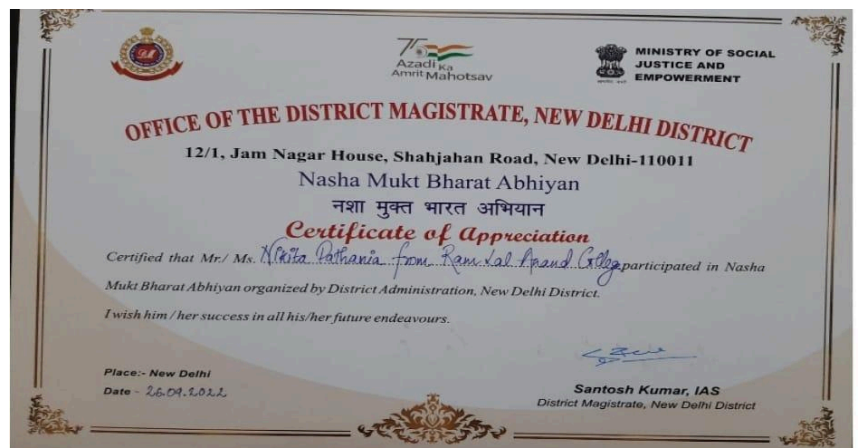 75
Azadi Ka
Amrit Mahotsav
MINISTRY OF SOCIAL
JUSTICE AND
EMPOWERMENT
OFFICE OF THE DISTRICT MAGISTRATE, NEW DELHI DISTRICT
12/1, Jam Nagar House, Shahjahan Road, New Delhi-110011
Nasha Mukt Bharat Abhiyan
नशा मुक्त भारत अभियान
Certificate of Appreciation
Certified that Mr./ Ms. Nikita Pathania from Ram Lal Anand College participated in Nasha
Mukt Bharat Abhiyan organized by District Administration, New Delhi District.
I wish him / her success in all his/her future endeavours.
Place:- New Delhi
Date - 26.09.2022
Santosh Kumar, IAS
District Magistrate, New Delhi District